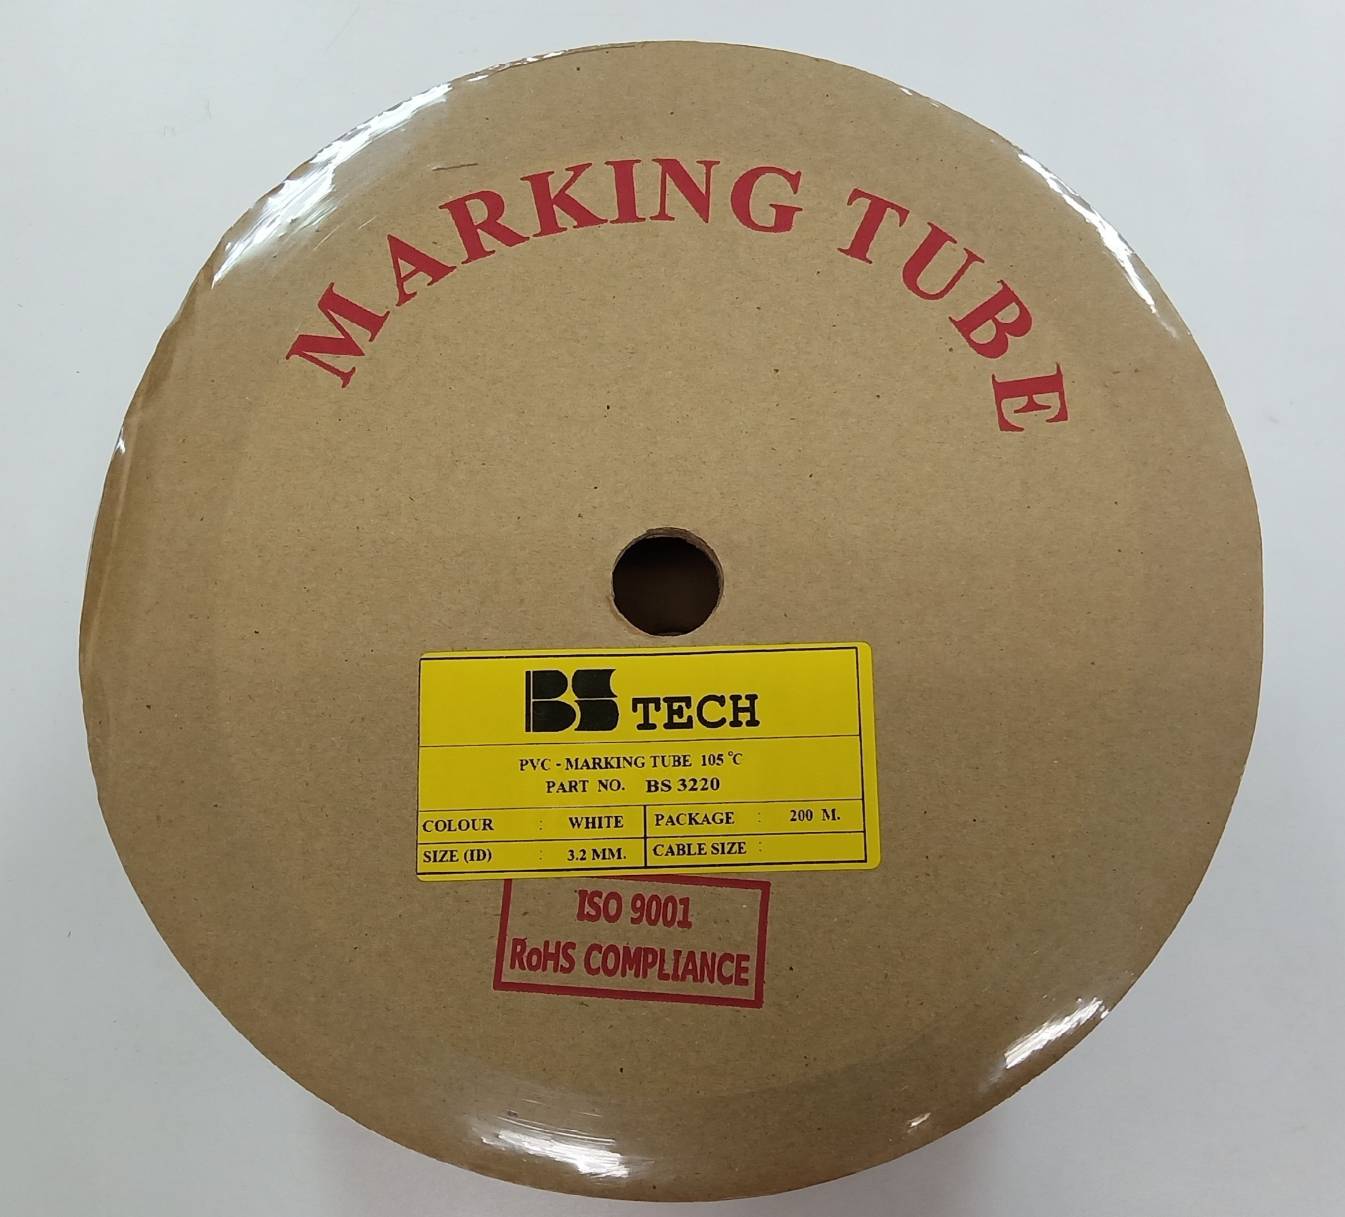 MARKING TUBE
BS TECH
PVC - MARKING TUBE 105 °C
PART NO. BS 3220
COLOUR : WHITE PACKAGE : 200 M.
SIZE (ID) : 3.2 MM. CABLE SIZE :
ISO 9001
RoHS COMPLIANCE